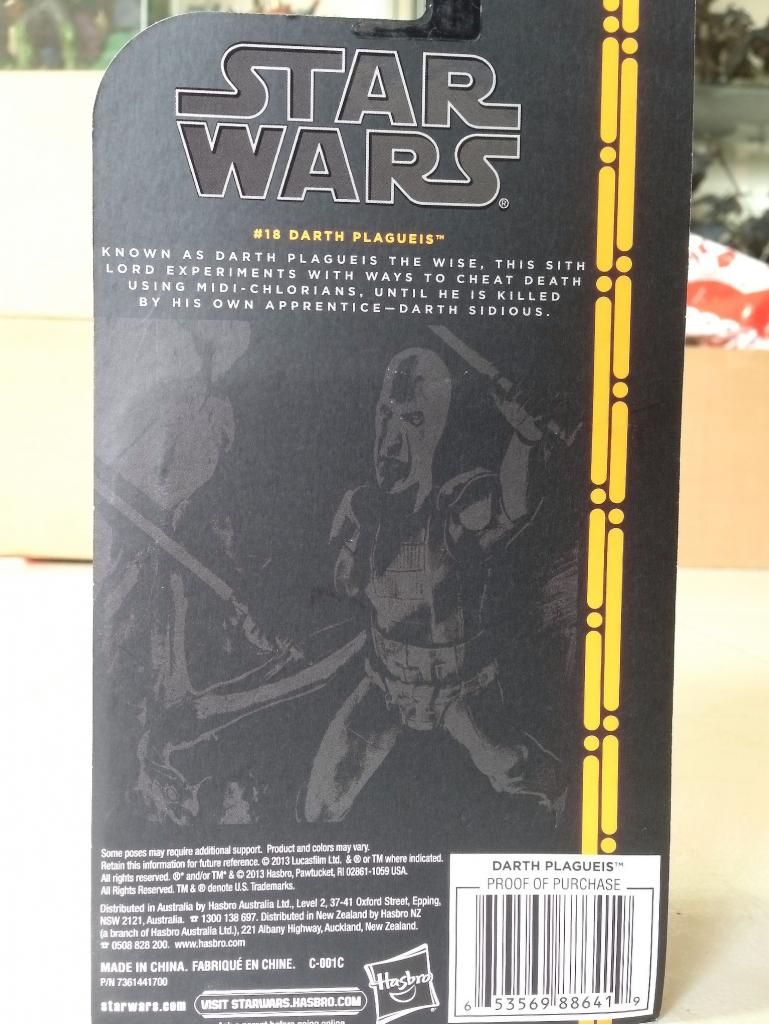 STAR
WARS®
#18 DARTH PLAGUEIS™
KNOWN AS DARTH PLAGUEIS THE WISE, THIS SITH
LORD EXPERIMENTS WITH WAYS TO CHEAT DEATH
USING MIDI-CHLORIANS, UNTIL HE IS KILLED
BY HIS OWN APPRENTICE—DARTH SIDIOUS.
Some poses may require additional support. Product and colors may vary.
Retain this information for future reference. © 2013 Lucasfilm Ltd. & ® or TM where indicated.
All rights reserved. ®* and/or TM* & © 2013 Hasbro, Pawtucket, RI 02861-1059 USA.
All Rights Reserved. TM & ® denote U.S. Trademarks.
Distributed in Australia by Hasbro Australia Ltd., Level 2, 37-41 Oxford Street, Epping,
NSW 2121, Australia. ☎ 1300 138 697. Distributed in New Zealand by Hasbro NZ
(a branch of Hasbro Australia Ltd.), 221 Albany Highway, Auckland, New Zealand.
☎ 0508 828 200. www.hasbro.com
MADE IN CHINA. FABRIQUÉ EN CHINE. C-001C
P/N 7361441700
starwars.com VISIT STARWARS.HASBRO.COM
Ask a parent before going online
Hasbro
DARTH PLAGUEIS™
PROOF OF PURCHASE
6 53569 88641 9